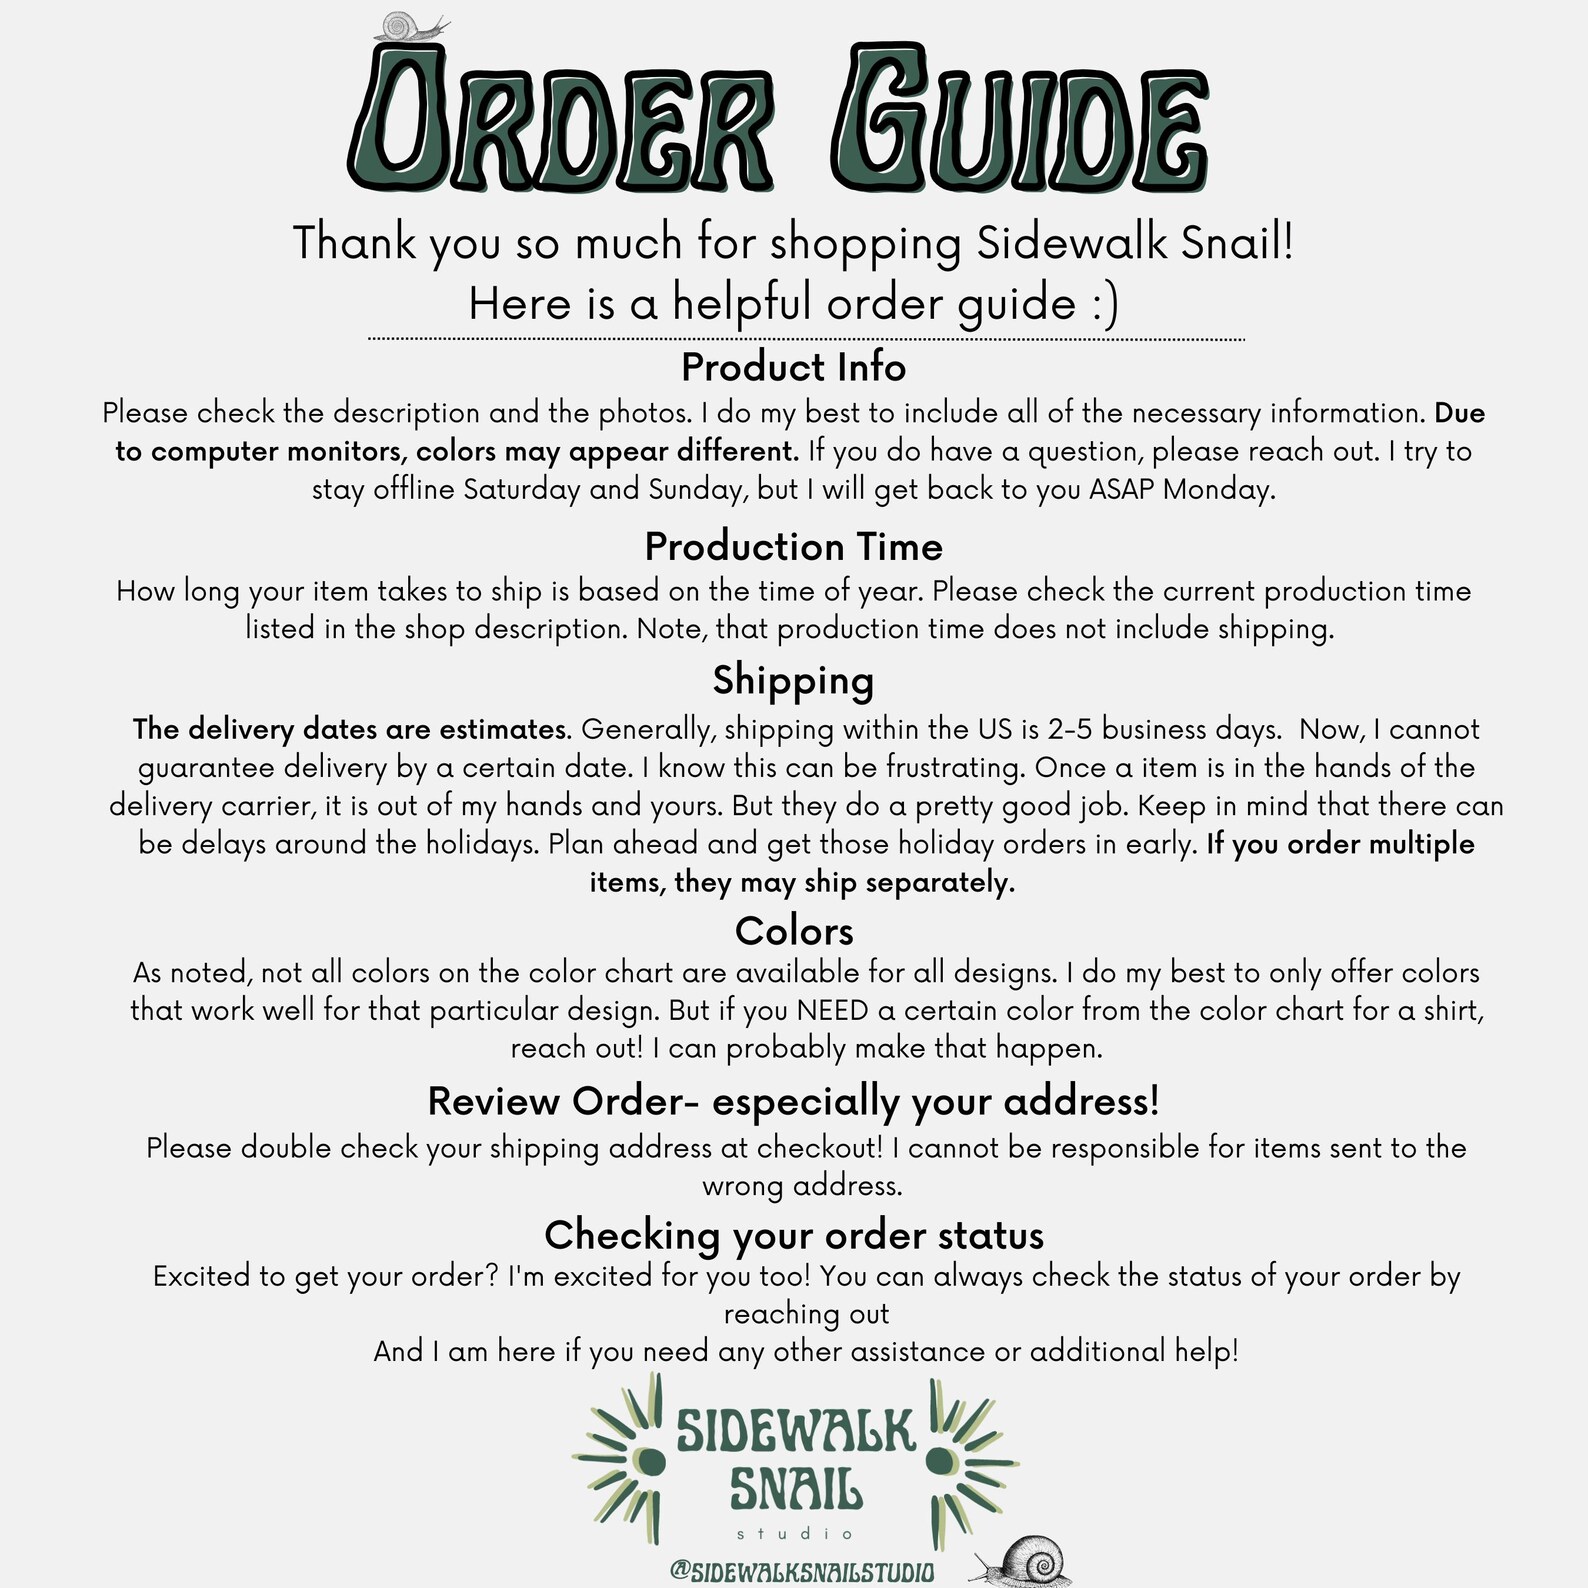 Order Guide
Thank you so much for shopping Sidewalk Snail!
Here is a helpful order guide :)
Product Info
Please check the description and the photos. I do my best to include all of the necessary information. Due
to computer monitors, colors may appear different. If you do have a question, please reach out. I try to
stay offline Saturday and Sunday, but I will get back to you ASAP Monday.
Production Time
How long your item takes to ship is based on the time of year. Please check the current production time
listed in the shop description. Note, that production time does not include shipping.
Shipping
The delivery dates are estimates. Generally, shipping within the US is 2-5 business days.  Now, I cannot
guarantee delivery by a certain date. I know this can be frustrating. Once a item is in the hands of the
delivery carrier, it is out of my hands and yours. But they do a pretty good job. Keep in mind that there can
be delays around the holidays. Plan ahead and get those holiday orders in early. If you order multiple
items, they may ship separately.
Colors
As noted, not all colors on the color chart are available for all designs. I do my best to only offer colors
that work well for that particular design. But if you NEED a certain color from the color chart for a shirt,
reach out! I can probably make that happen.
Review Order- especially your address!
Please double check your shipping address at checkout! I cannot be responsible for items sent to the
wrong address.
Checking your order status
Excited to get your order? I'm excited for you too! You can always check the status of your order by
reaching out
And I am here if you need any other assistance or additional help!
SIDEWALK
SNAIL
studio
@SIDEWALKSNAILSTUDIO